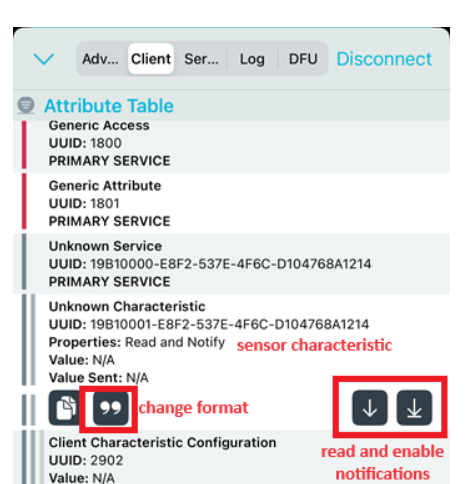 Adv... Client Ser... Log DFU Disconnect
Attribute Table
Generic Access
UUID: 1800
PRIMARY SERVICE
Generic Attribute
UUID: 1801
PRIMARY SERVICE
Unknown Service
UUID: 19B10000-E8F2-537E-4F6C-D104768A1214
PRIMARY SERVICE
Unknown Characteristic
UUID: 19B10001-E8F2-537E-4F6C-D104768A1214
Properties: Read and Notify sensor characteristic
Value: N/A
Value Sent: N/A
change format
Client Characteristic Configuration
UUID: 2902
Value: N/A
read and enable
notifications